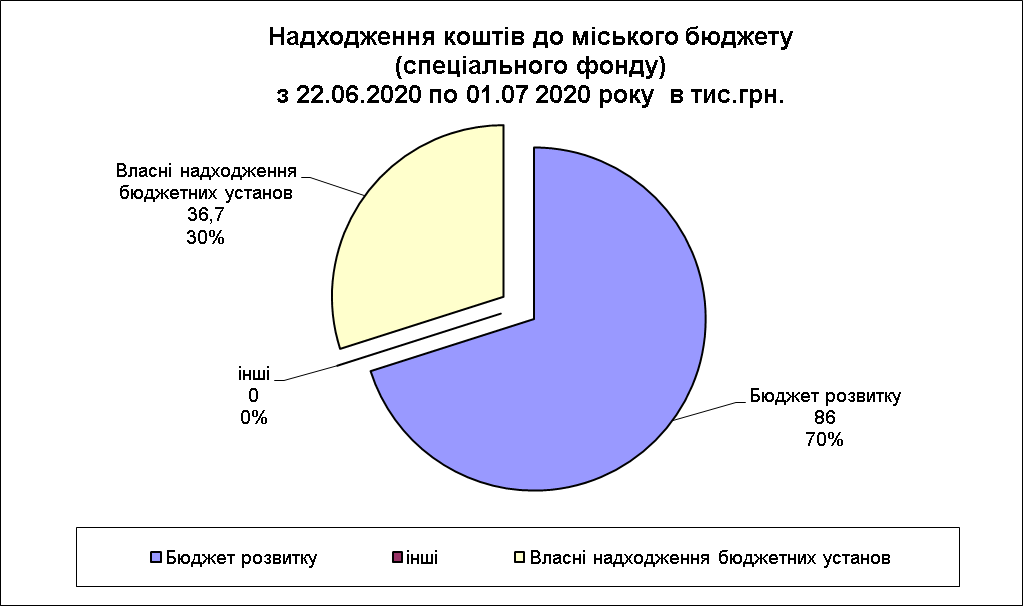 Надходження коштів до міського бюджету
(спеціального фонду)
з 22.06.2020 по 01.07 2020 року  в тис.грн.
Власні надходження
бюджетних установ
36,7
30%
інші
0
0%
Бюджет розвитку
86
70%
Бюджет розвитку
інші
Власні надходження бюджетних установ